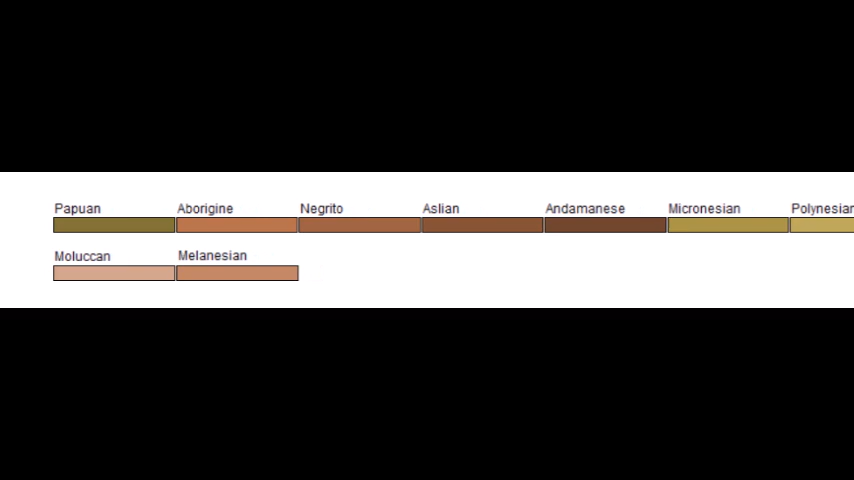 Papuan Aborigine Negrito Aslian Andamanese Micronesian Polynesian
Moluccan Melanesian